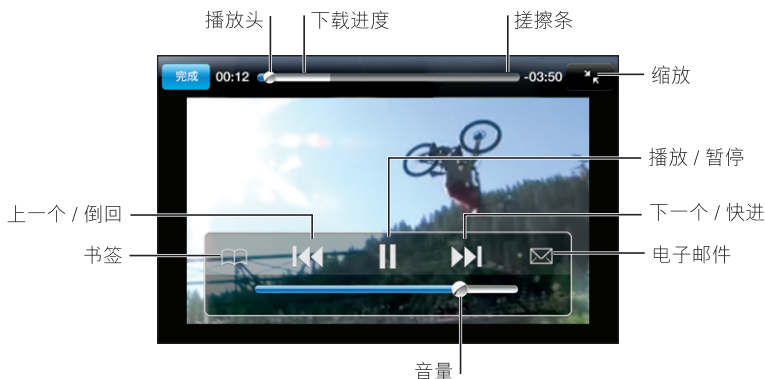 播放头 下载进度 搓擦条
完成 00:12 -03:50 缩放
播放 / 暂停
上一个 / 倒回 下一个 / 快进
书签 电子邮件
音量